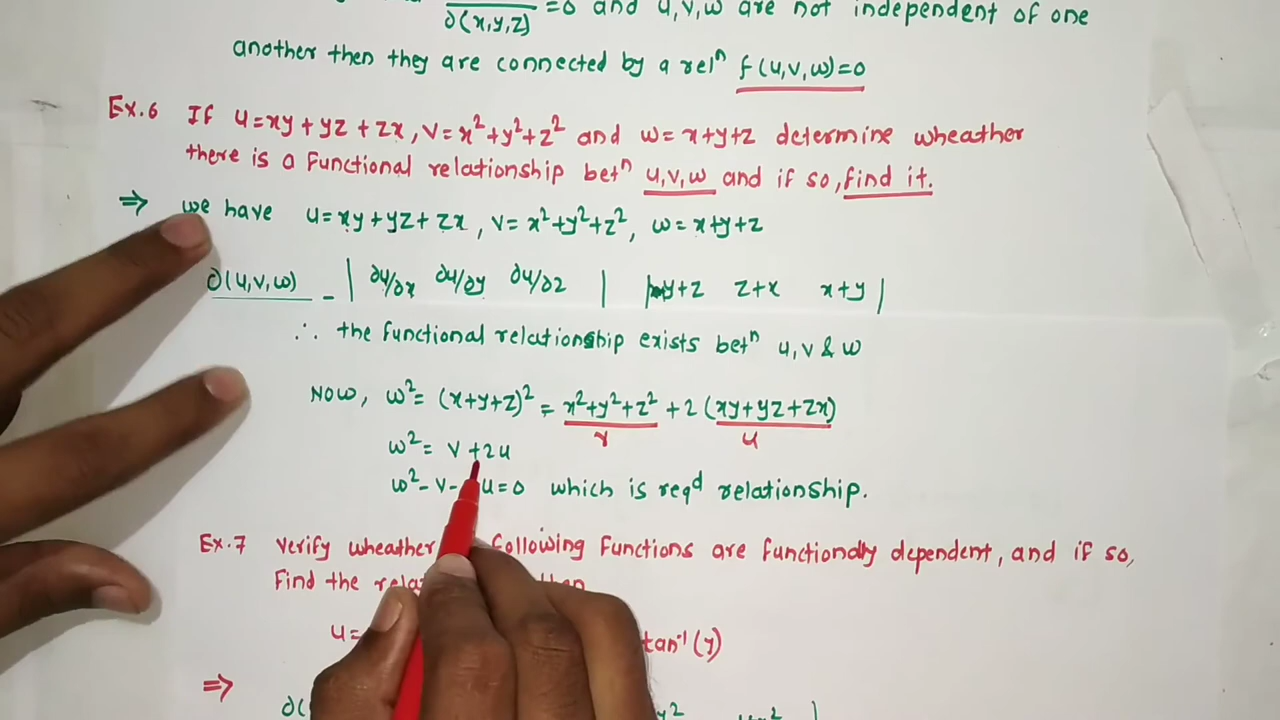 ∂(x,y,z) =0 and u,v,w are not independent of one
another then they are connected by a relⁿ f(u,v,w)=0
Ex.6 If u=xy+yz+zx, v=x²+y²+z² and w=x+y+z determine wheather
there is a Functional relationship betⁿ u,v,w and if so, find it.
⇒ we have u=xy+yz+zx, v=x²+y²+z², w=x+y+z
∂(u,v,w) = | ∂u/∂x ∂u/∂y ∂u/∂z | | y+z z+x x+y |
∴ the functional relationship exists betⁿ u,v & w
Now, w²= (x+y+z)² = x²+y²+z² + 2(xy+yz+zx)
v u
w²= v+2u
w²-v- u=0 which is reqᵈ relationship.
Ex.7 Verify wheather following Functions are functionally dependent, and if so,
Find the
u= tan⁻¹(y)
⇒